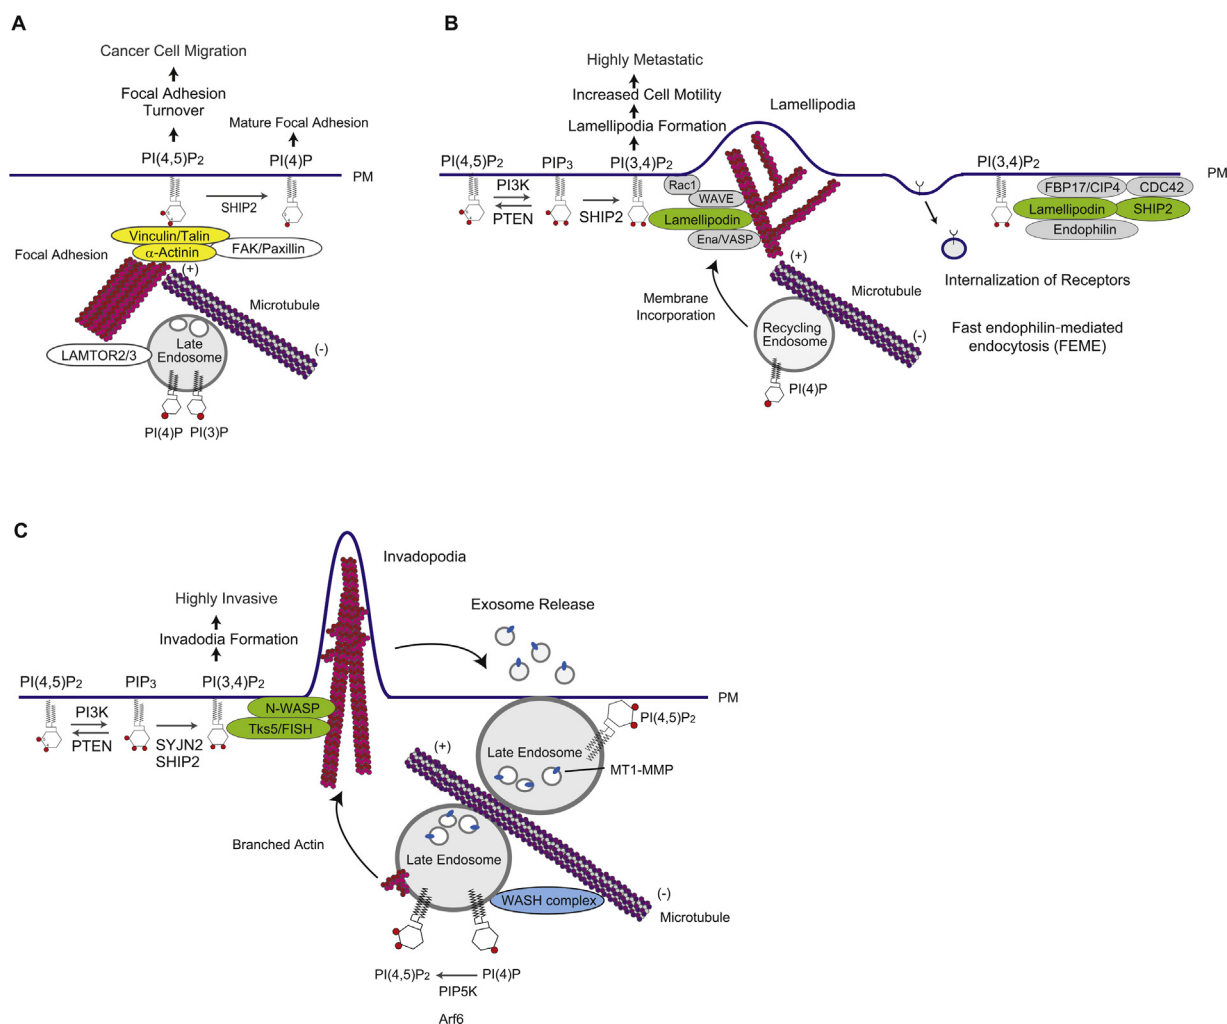 A
Cancer Cell Migration
Focal Adhesion
Turnover
Mature Focal Adhesion
PI(4,5)P2
PI(4)P
PM
SHIP2
Vinculin/Talin
α-Actinin
FAK/Paxillin
Focal Adhesion
(+)
Microtubule
(-)
Late
Endosome
LAMTOR2/3
PI(4)P
PI(3)P
B
Highly Metastatic
Increased Cell Motility
Lamellipodia Formation
Lamellipodia
PI(4,5)P2
PIP3
PI(3,4)P2
PI(3,4)P2
PM
PI3K
PTEN
SHIP2
Rac1
WAVE
Lamellipodin
Ena/VASP
FBP17/CIP4
CDC42
Lamellipodin
SHIP2
Endophilin
(+)
Microtubule
(-)
Membrane
Incorporation
Recycling
Endosome
PI(4)P
Internalization of Receptors
Fast endophilin-mediated
endocytosis (FEME)
C
Invadopodia
Highly Invasive
Invadodia Formation
Exosome Release
PI(4,5)P2
PIP3
PI(3,4)P2
PM
PI3K
PTEN
SYJN2
SHIP2
N-WASP
Tks5/FISH
PI(4,5)P2
Late Endosome
MT1-MMP
(+)
Branched Actin
Late Endosome
WASH complex
(-)
Microtubule
PI(4,5)P2
PI(4)P
PIP5K
Arf6